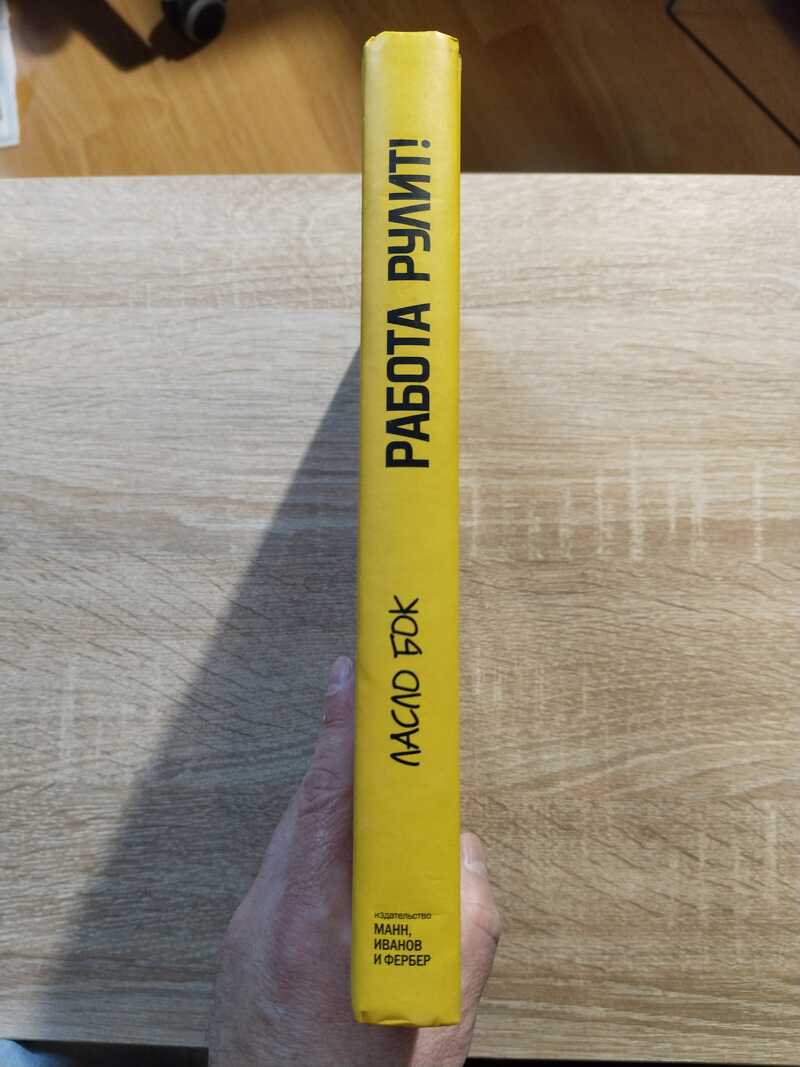 РАБОТА РУЛИТ!
ЛАСЛО БОК
издательство
МАНН,
ИВАНОВ
И ФЕРБЕР